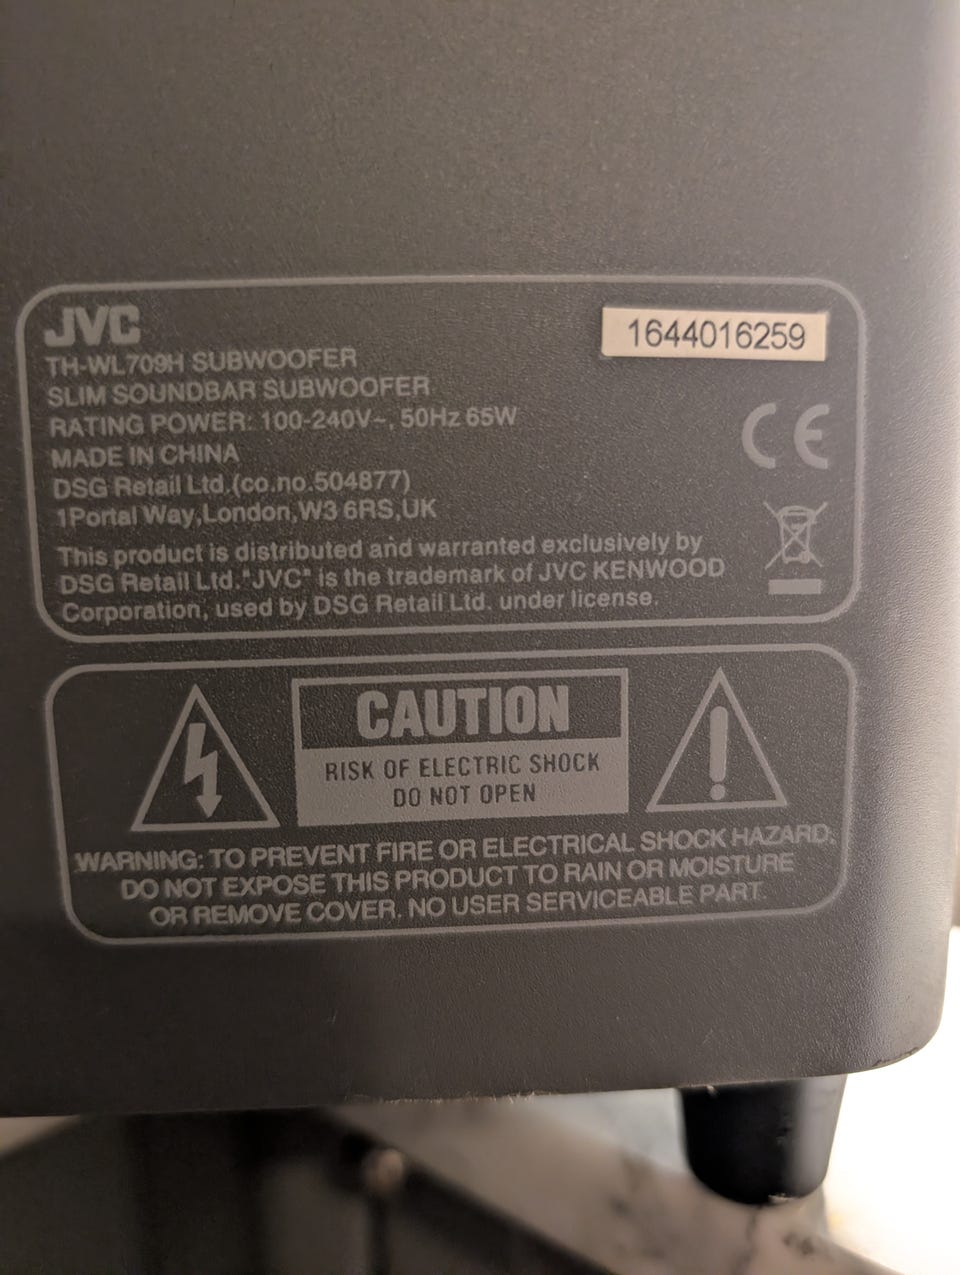 JVC
1644016259
TH-WL709H SUBWOOFER
SLIM SOUNDBAR SUBWOOFER
RATING POWER: 100-240V~, 50Hz 65W
MADE IN CHINA
DSG Retail Ltd.(co.no.504877)
1Portal Way,London,W3 6RS,UK
This product is distributed and warranted exclusively by
DSG Retail Ltd."JVC" is the trademark of JVC KENWOOD
Corporation, used by DSG Retail Ltd. under license.
CE
CAUTION
RISK OF ELECTRIC SHOCK
DO NOT OPEN
WARNING: TO PREVENT FIRE OR ELECTRICAL SHOCK HAZARD,
DO NOT EXPOSE THIS PRODUCT TO RAIN OR MOISTURE
OR REMOVE COVER. NO USER SERVICEABLE PART.